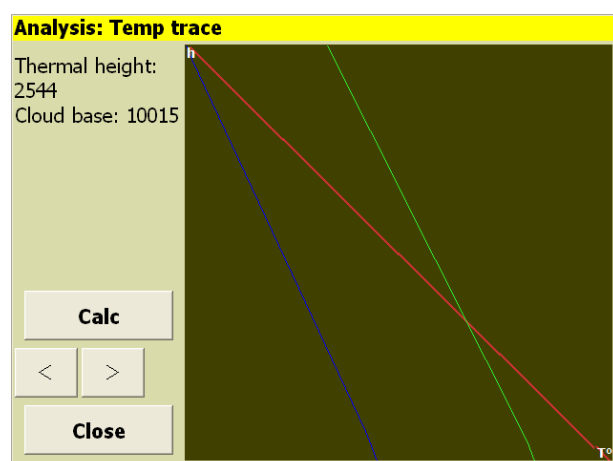 Analysis: Temp trace
Thermal height:
2544
Cloud base: 10015
h
Calc
< >
Close
T°